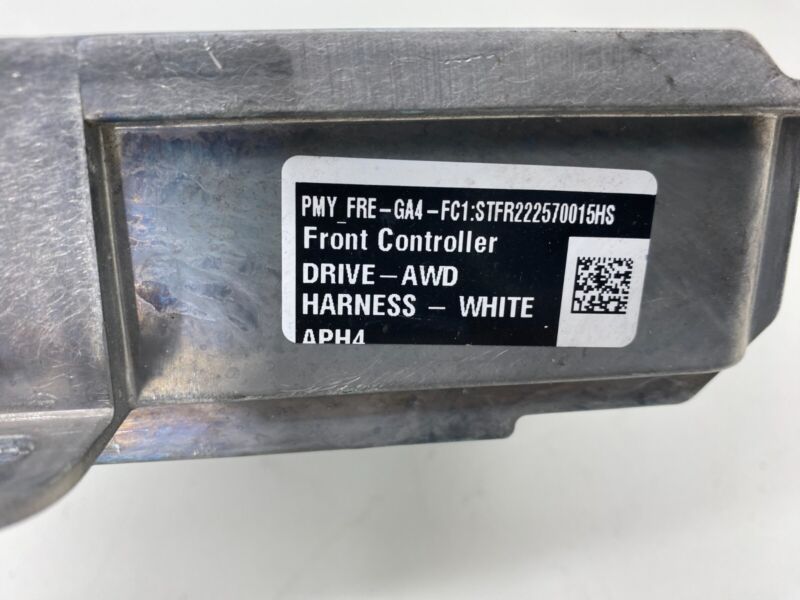 PMY_FRE-GA4-FC1:STFR222570015HS
Front Controller
DRIVE-AWD
HARNESS - WHITE
APH4